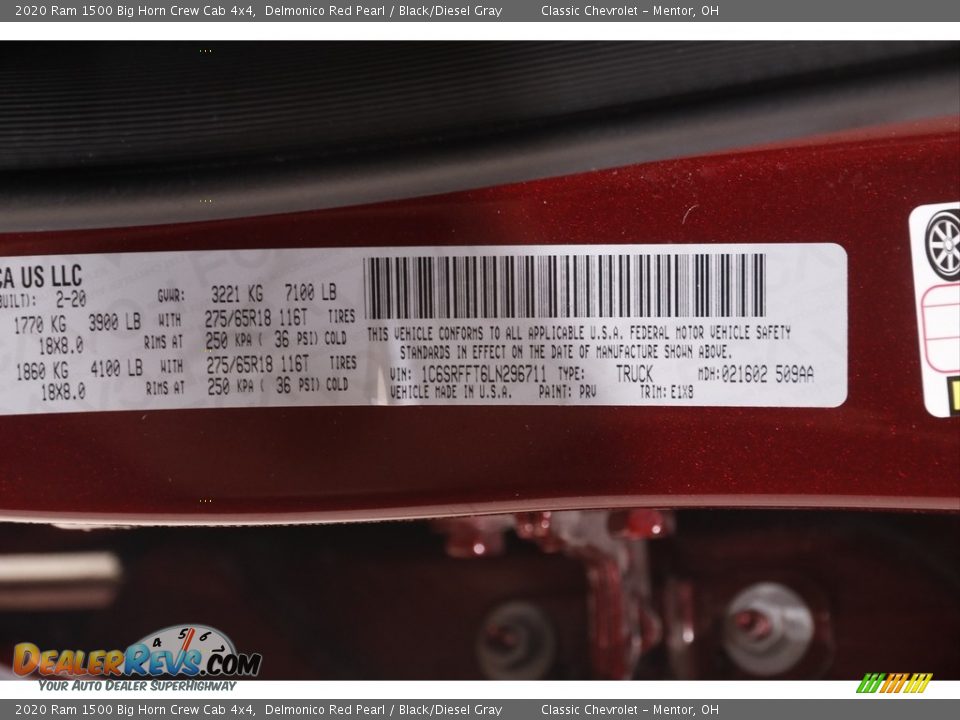 2020 Ram 1500 Big Horn Crew Cab 4x4, Delmonico Red Pearl / Black/Diesel Gray Classic Chevrolet – Mentor, OH
CA US LLC
BUILT): 2-20 GVWR: 3221 KG 7100 LB
1770 KG 3900 LB WITH 275/65R18 116T TIRES
18X8.0 RIMS AT 250 KPA ( 36 PSI) COLD
1860 KG 4100 LB WITH 275/65R18 116T TIRES
18X8.0 RIMS AT 250 KPA ( 36 PSI) COLD
THIS VEHICLE CONFORMS TO ALL APPLICABLE U.S.A. FEDERAL MOTOR VEHICLE SAFETY
STANDARDS IN EFFECT ON THE DATE OF MANUFACTURE SHOWN ABOVE.
VIN: 1C6SRFFT6LN296711 TYPE: TRUCK MDH:021602 509AA
VEHICLE MADE IN U.S.A. PAINT: PRV TRIM: E1X8
4 5 6
DEALERREVS.COM
YOUR AUTO DEALER SUPERHIGHWAY
2020 Ram 1500 Big Horn Crew Cab 4x4, Delmonico Red Pearl / Black/Diesel Gray Classic Chevrolet – Mentor, OH